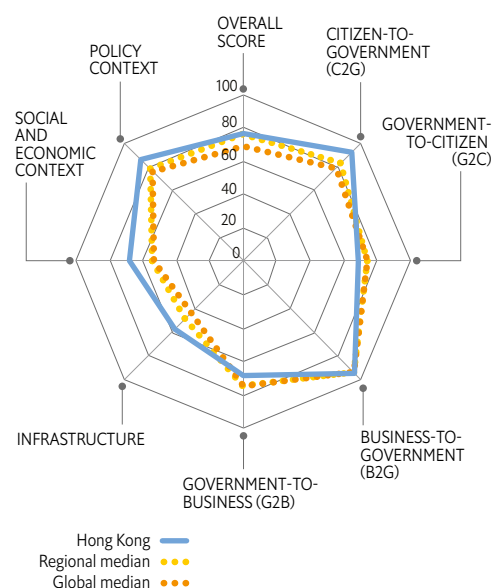 OVERALL
SCORE
CITIZEN-TO-
GOVERNMENT
(C2G)
POLICY
CONTEXT
GOVERNMENT-
TO-CITIZEN
(G2C)
SOCIAL
AND
ECONOMIC
CONTEXT
100
80
60
40
20
0
INFRASTRUCTURE
BUSINESS-TO-
GOVERNMENT
(B2G)
GOVERNMENT-TO-
BUSINESS (G2B)
Hong Kong
Regional median
Global median